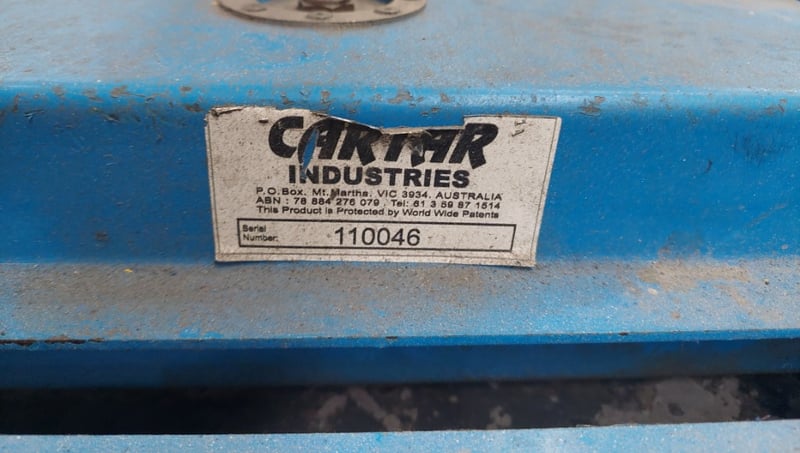 INDUSTRIES
P.O.Box. Mt.Martha. VIC 3934. AUSTRALIA
ABN : 78 884 276 079 . Tel: 61 3 59 87 1514
This Product is Protected by World Wide Patents
Serial
Number: 110046